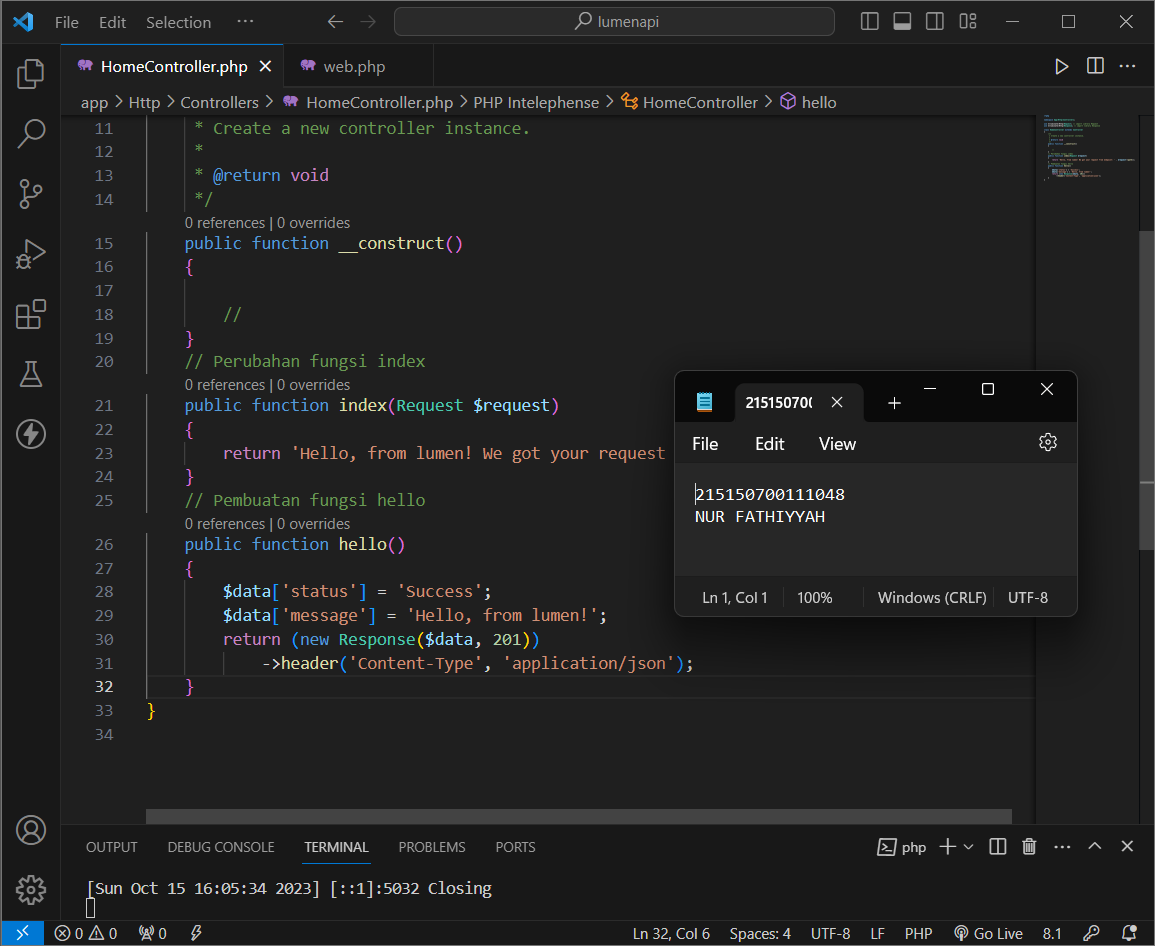 File Edit Selection ··· lumenapi
HomeController.php web.php
app > Http > Controllers > HomeController.php > PHP Intelephense > HomeController > hello
11 * Create a new controller instance.
12 *
13 * @return void
14 */
0 references | 0 overrides
15 public function __construct()
16 {
17
18 //
19 }
20 // Perubahan fungsi index
0 references | 0 overrides
21 public function index(Request $request)
22 {
23 return 'Hello, from lumen! We got your request
24 }
25 // Pembuatan fungsi hello
0 references | 0 overrides
26 public function hello()
27 {
28 $data['status'] = 'Success';
29 $data['message'] = 'Hello, from lumen!';
30 return (new Response($data, 201))
31 ->header('Content-Type', 'application/json');
32 }
33 }
34
215150700
File Edit View
215150700111048
NUR FATHIYYAH
Ln 1, Col 1 100% Windows (CRLF) UTF-8
OUTPUT DEBUG CONSOLE TERMINAL PROBLEMS PORTS php
[Sun Oct 15 16:05:34 2023] [::1]:5032 Closing
0 0 0 Ln 32, Col 6 Spaces: 4 UTF-8 LF PHP Go Live 8.1